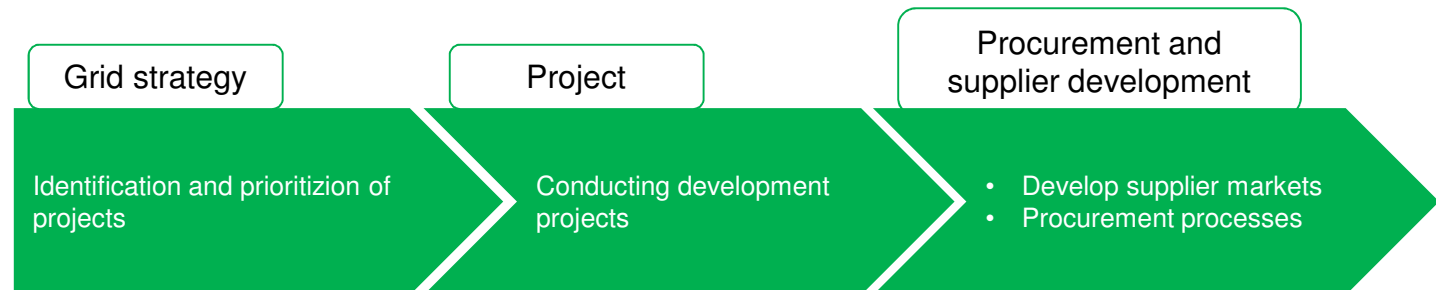 Grid strategy
Project
Procurement and
supplier development
Identification and prioritizion of
projects
Conducting development
projects
• Develop supplier markets
• Procurement processes